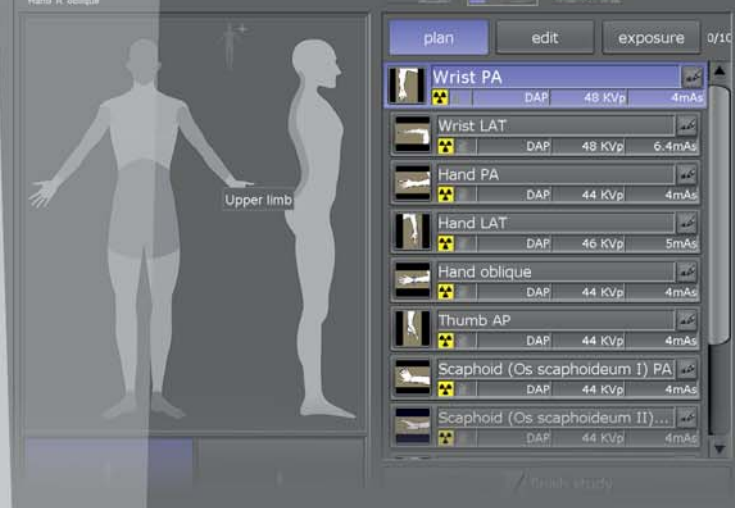 Hand R oblique
Upper limb
plan
edit
exposure
0/10
Wrist PA
DAP 48 KVp 4mAs
Wrist LAT
DAP 48 KVp 6.4mAs
Hand PA
DAP 44 KVp 4mAs
Hand LAT
DAP 46 KVp 5mAs
Hand oblique
DAP 44 KVp 4mAs
Thumb AP
DAP 44 KVp 4mAs
Scaphoid (Os scaphoideum I) PA
DAP 44 KVp 4mAs
Scaphoid (Os scaphoideum II)...
DAP 44 KVp 4mAs
finish study